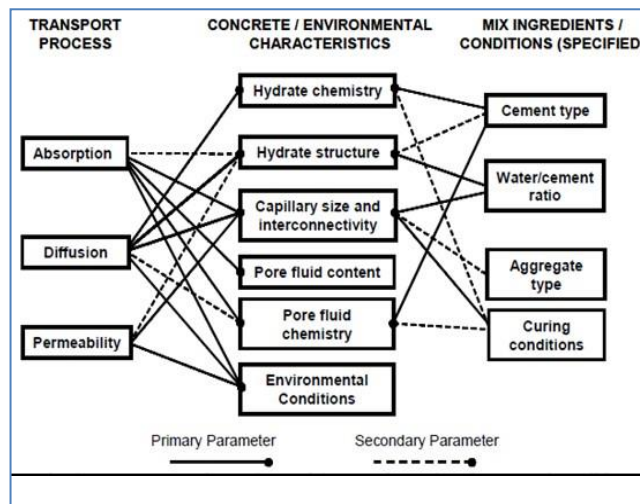 TRANSPORT
PROCESS
CONCRETE / ENVIRONMENTAL
CHARACTERISTICS
MIX INGREDIENTS /
CONDITIONS (SPECIFIED
Absorption
Diffusion
Permeability
Hydrate chemistry
Hydrate structure
Capillary size and
interconnectivity
Pore fluid content
Pore fluid
chemistry
Environmental
Conditions
Cement type
Water/cement
ratio
Aggregate
type
Curing
conditions
Primary Parameter
Secondary Parameter